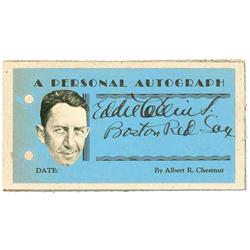 A PERSONAL AUTOGRAPH
Eddie Collins.
Boston Red Sox
DATE:
By Albert R. Chestnut